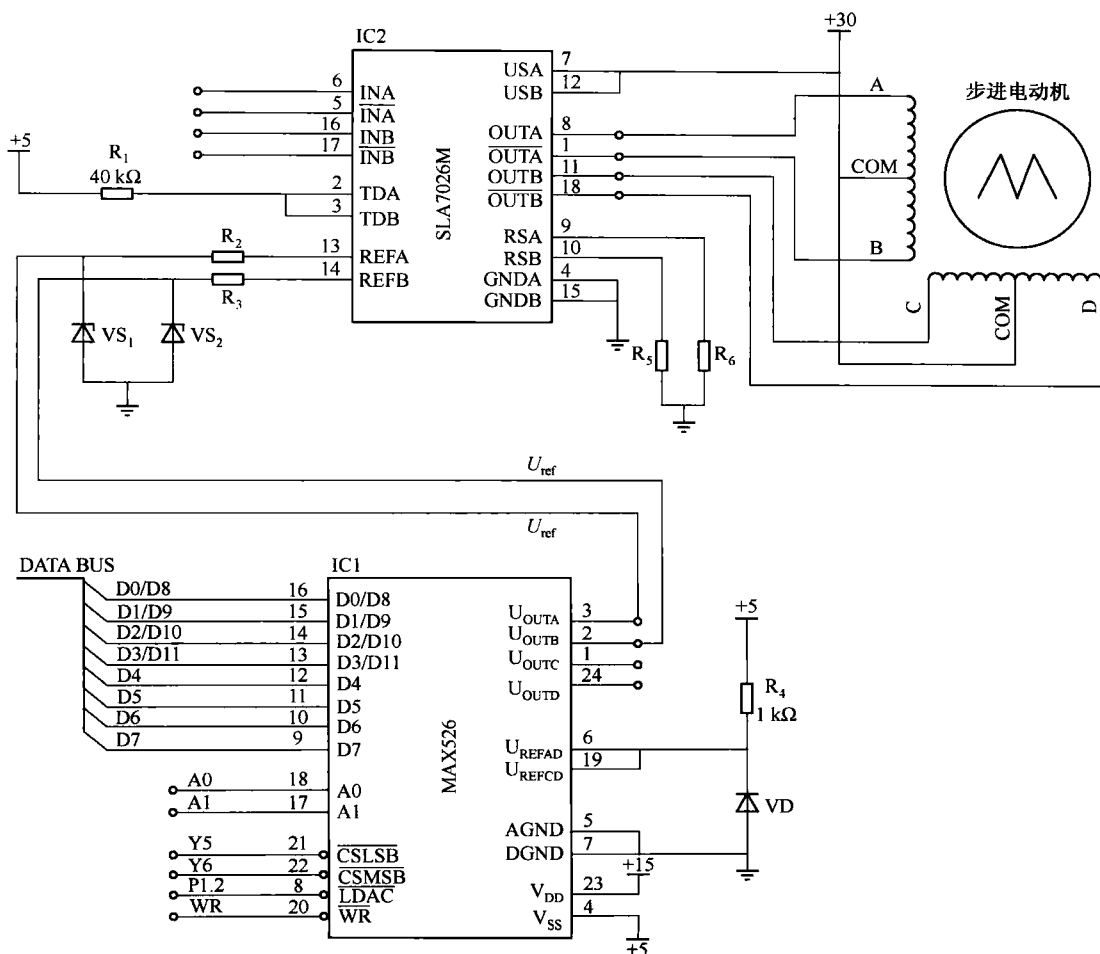 IC2
SLA7026M
6 INA
5 INA
16 INB
17 INB
2 TDA
3 TDB
13 REFA
14 REFB
USA 7
USB 12
OUTA 8
OUTA 1
OUTB 11
OUTB 18
RSA 9
RSB 10
GNDA 4
GNDB 15
+5
R1
40 kΩ
R2
R3
VS1
VS2
R5
R6
+30
A
COM
B
步进电动机
C
COM
D
Uref
Uref
DATA BUS
IC1
MAX526
D0/D8 16 D0/D8
D1/D9 15 D1/D9
D2/D10 14 D2/D10
D3/D11 13 D3/D11
D4 12 D4
D5 11 D5
D6 10 D6
D7 9 D7
A0 18 A0
A1 17 A1
Y5 21 CSLSB
Y6 22 CSMSB
P1.2 8 LDAC
WR 20 WR
UOUTA 3
UOUTB 2
UOUTC 1
UOUTD 24
UREFAD 6
UREFCD 19
AGND 5
DGND 7
+15
VDD 23
VSS 4
+5
+5
R4
1 kΩ
VD